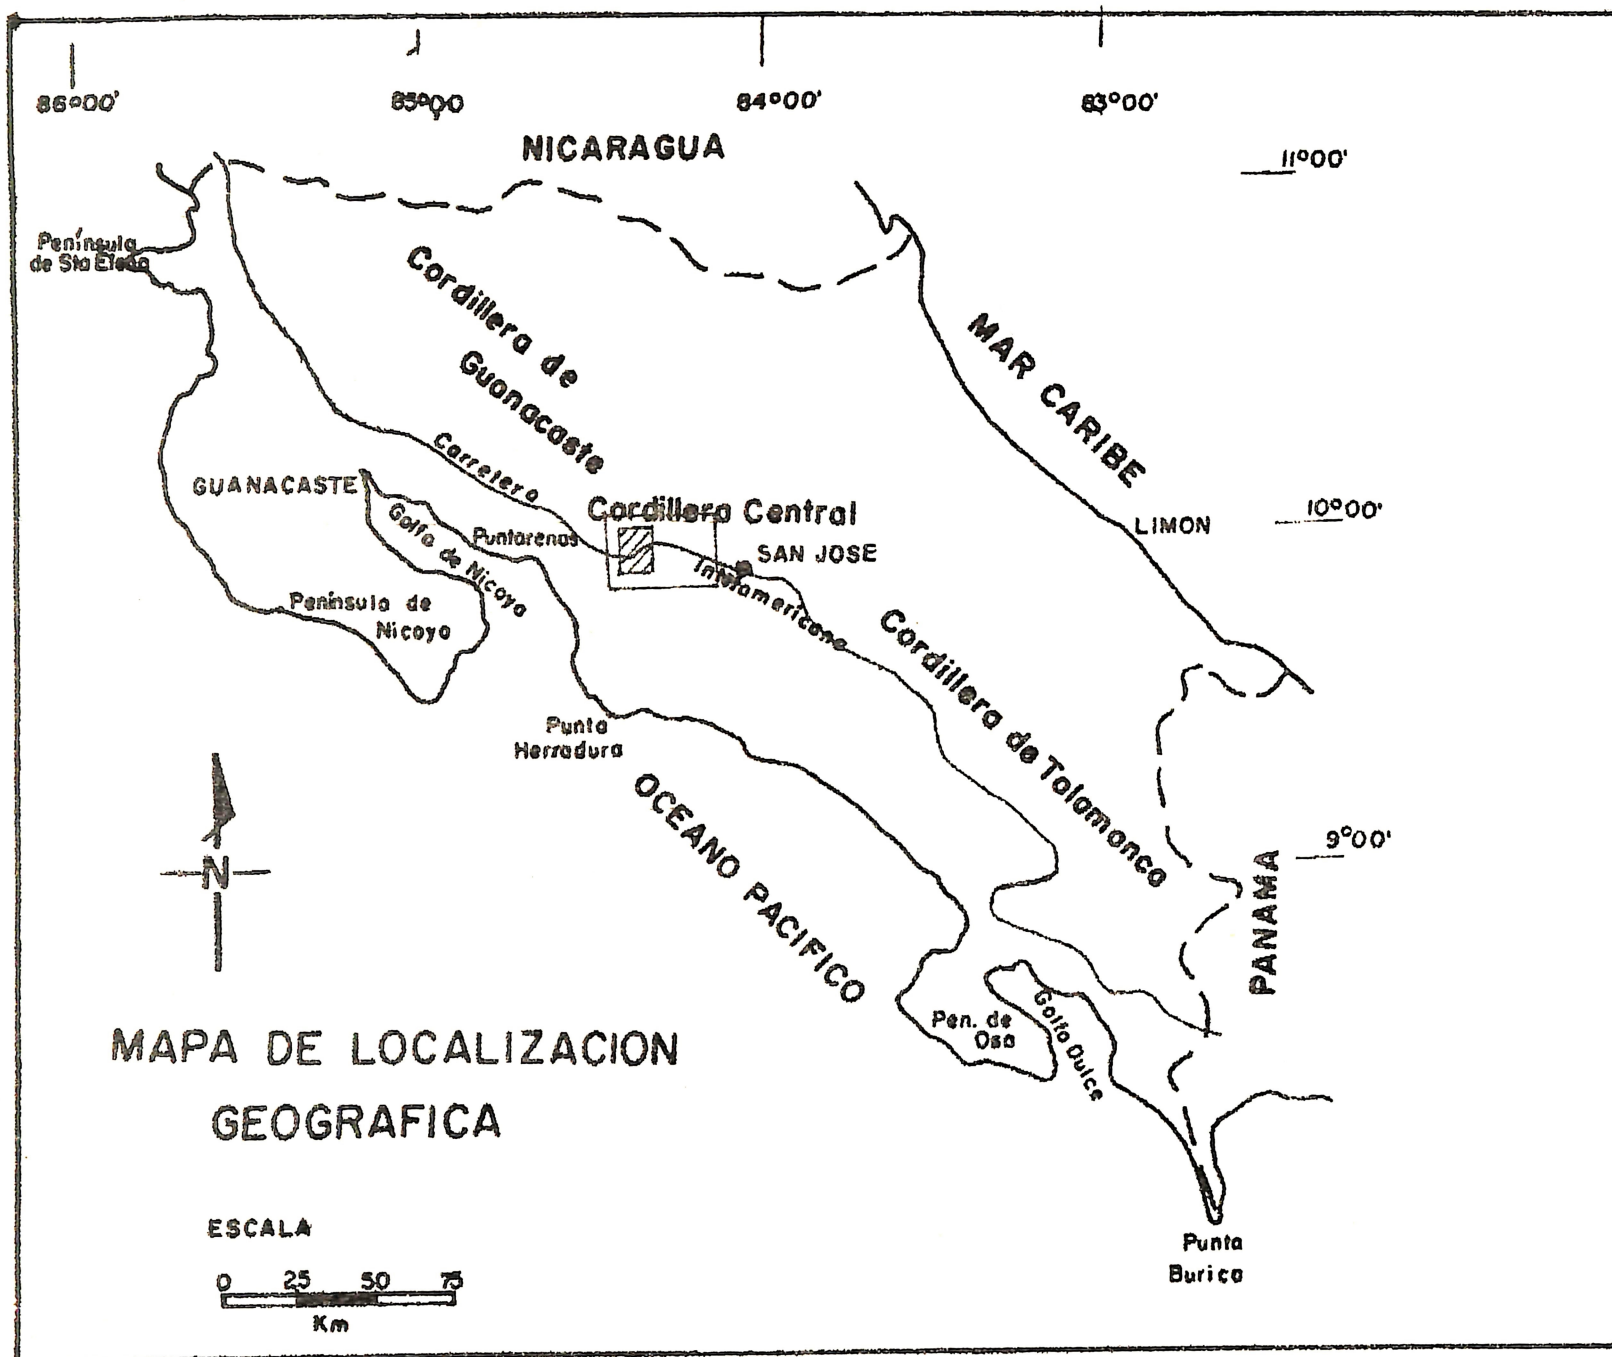 86°00'
85°00
84°00'
83°00'
NICARAGUA
11°00'
Península
de Sta Elena
Cordillera de
Guanacaste
MAR CARIBE
Carretera
GUANACASTE
Golfo de Nicoya
Puntarenas
Cordillera Central
SAN JOSE
Interamericana
LIMON
10°00'
Península de
Nicoya
Cordillera de Talamanca
Punta
Herradura
OCEANO PACIFICO
9°00'
PANAMA
N
Pen. de
Osa
Golfo Dulce
MAPA DE LOCALIZACION
GEOGRAFICA
ESCALA
0 25 50 75
Km
Punta
Burica